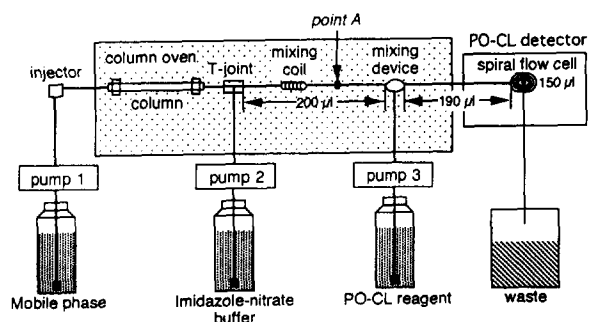 point A
PO-CL detector
column oven
mixing
coil
mixing
device
spiral flow cell
injector
T-joint
150 µl
column
200 µl
190 µl
pump 1
pump 2
pump 3
Mobile phase
Imidazole-nitrate
buffer
PO-CL reagent
waste